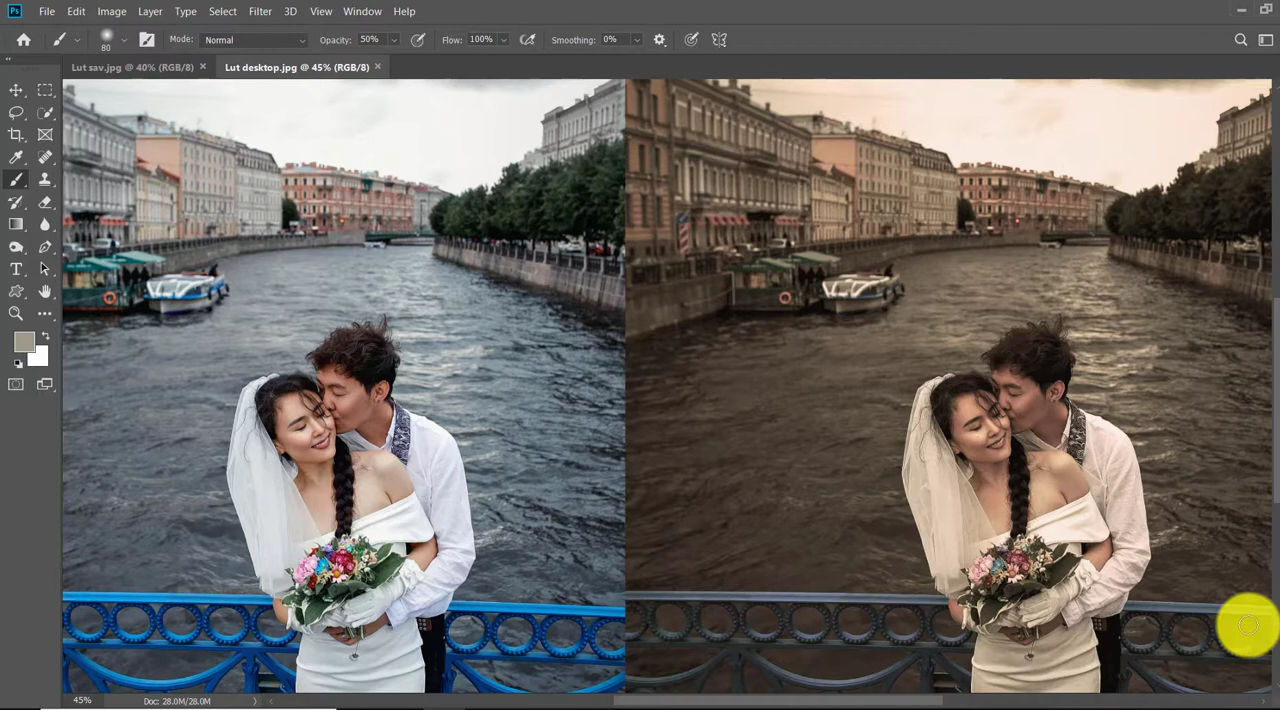 Ps File Edit Image Layer Type Select Filter 3D View Window Help
80 Mode: Normal Opacity: 50% Flow: 100% Smoothing: 0%
Lut sav.jpg @ 40% (RGB/8) × Lut desktop.jpg @ 45% (RGB/8) ×
45% Doc: 28.0M/28.0M